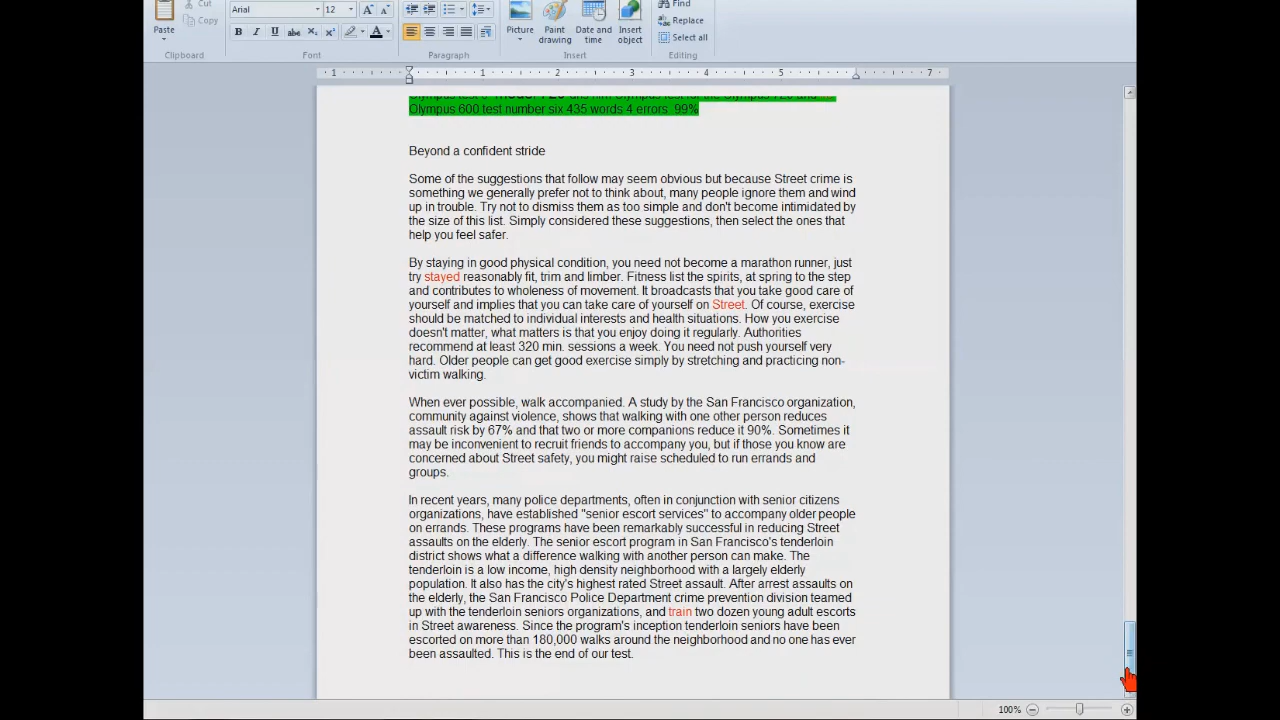 Cut
Copy
Paste
Clipboard
Arial
12
A A
B I U abc X₂ X² A
Font
Paragraph
Picture
Paint drawing
Date and time
Insert object
Insert
Find
Replace
Select all
Editing
1 1 2 3 4 5 7
Olympus 600 test number six 435 words 4 errors 99%
Beyond a confident stride
Some of the suggestions that follow may seem obvious but because Street crime is
something we generally prefer not to think about, many people ignore them and wind
up in trouble. Try not to dismiss them as too simple and don't become intimidated by
the size of this list. Simply considered these suggestions, then select the ones that
help you feel safer.
By staying in good physical condition, you need not become a marathon runner, just
try stayed reasonably fit, trim and limber. Fitness list the spirits, at spring to the step
and contributes to wholeness of movement. It broadcasts that you take good care of
yourself and implies that you can take care of yourself on Street. Of course, exercise
should be matched to individual interests and health situations. How you exercise
doesn't matter, what matters is that you enjoy doing it regularly. Authorities
recommend at least 320 min. sessions a week. You need not push yourself very
hard. Older people can get good exercise simply by stretching and practicing non-
victim walking.
When ever possible, walk accompanied. A study by the San Francisco organization,
community against violence, shows that walking with one other person reduces
assault risk by 67% and that two or more companions reduce it 90%. Sometimes it
may be inconvenient to recruit friends to accompany you, but if those you know are
concerned about Street safety, you might raise scheduled to run errands and
groups.
In recent years, many police departments, often in conjunction with senior citizens
organizations, have established "senior escort services" to accompany older people
on errands. These programs have been remarkably successful in reducing Street
assaults on the elderly. The senior escort program in San Francisco's tenderloin
district shows what a difference walking with another person can make. The
tenderloin is a low income, high density neighborhood with a largely elderly
population. It also has the city's highest rated Street assault. After arrest assaults on
the elderly, the San Francisco Police Department crime prevention division teamed
up with the tenderloin seniors organizations, and train two dozen young adult escorts
in Street awareness. Since the program's inception tenderloin seniors have been
escorted on more than 180,000 walks around the neighborhood and no one has ever
been assaulted. This is the end of our test.
100%